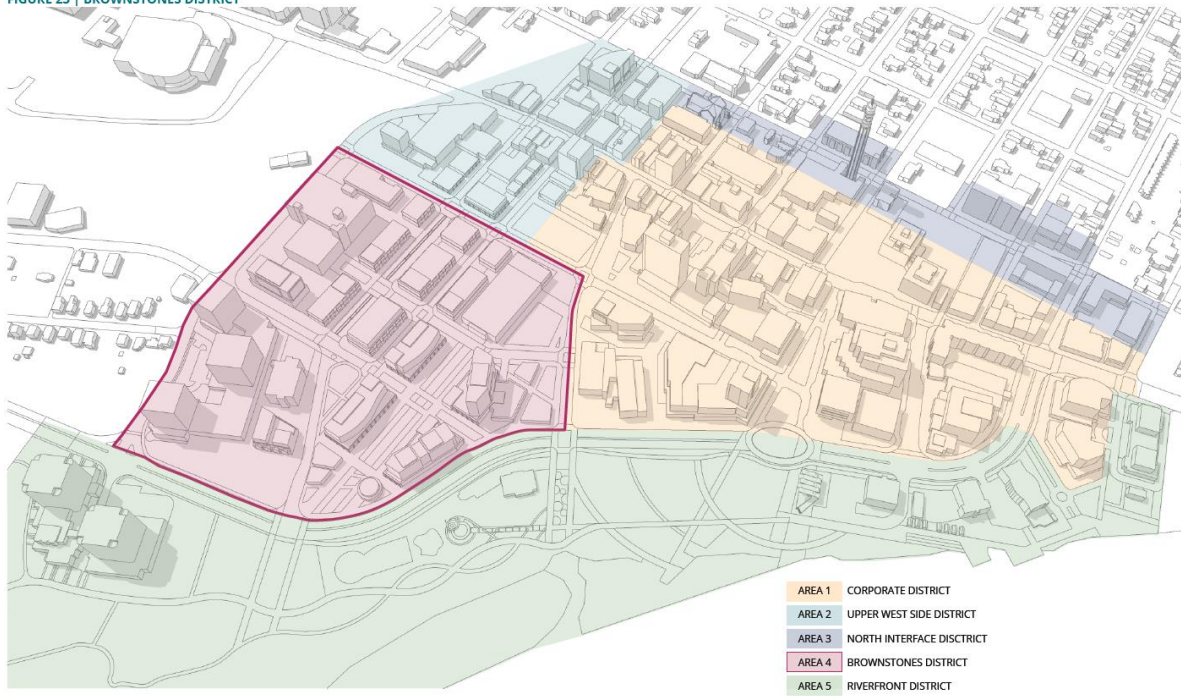 FIGURE 25 | BROWNSTONES DISTRICT
AREA 1 CORPORATE DISTRICT
AREA 2 UPPER WEST SIDE DISTRICT
AREA 3 NORTH INTERFACE DISCTRICT
AREA 4 BROWNSTONES DISTRICT
AREA 5 RIVERFRONT DISTRICT